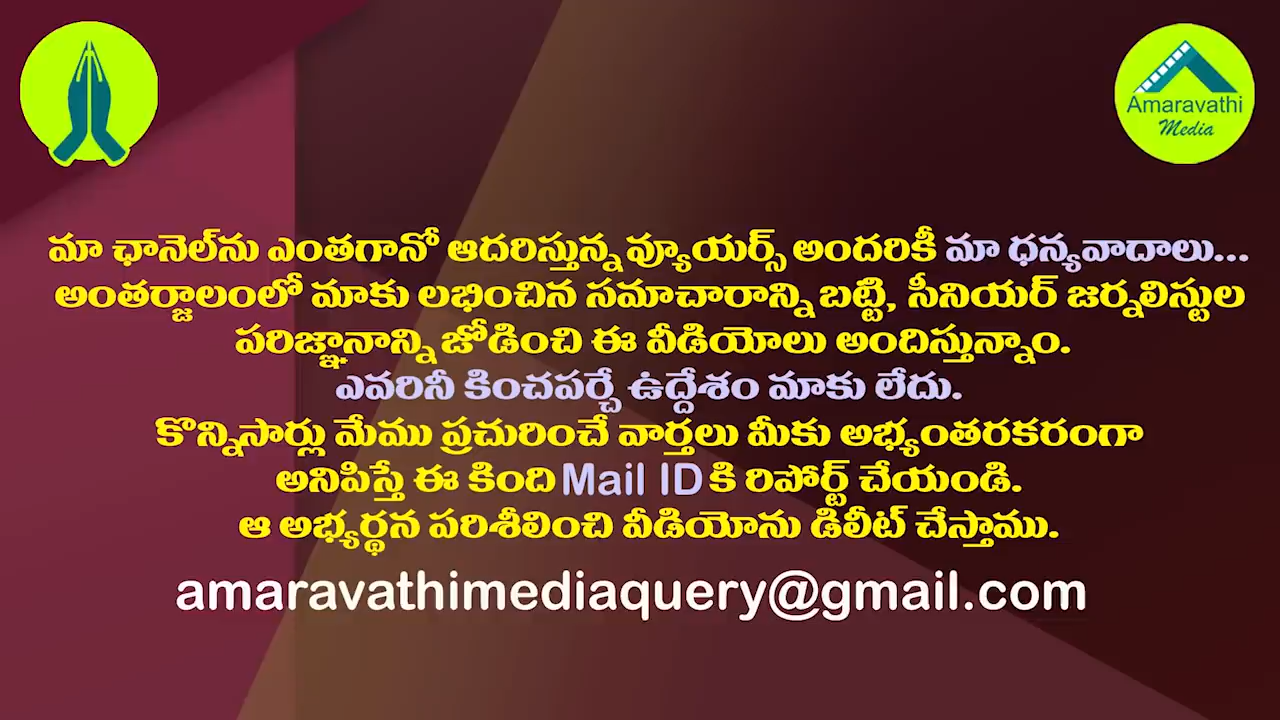 Amaravathi
Media
మా ఛానెల్‌ను ఎంతగానో ఆదరిస్తున్న వ్యూయర్స్ అందరికీ మా ధన్యవాదాలు...
అంతర్జాలంలో మాకు లభించిన సమాచారాన్ని బట్టి, సీనియర్ జర్నలిస్టుల
పరిజ్ఞానాన్ని జోడించి ఈ వీడియోలు అందిస్తున్నాం.
ఎవరినీ కించపర్చే ఉద్దేశం మాకు లేదు.
కొన్నిసార్లు మేము ప్రచురించే వార్తలు మీకు అభ్యంతరకరంగా
అనిపిస్తే ఈ కింది Mail ID కి రిపోర్ట్ చేయండి.
ఆ అభ్యర్థన పరిశీలించి వీడియోను డిలీట్ చేస్తాము.
amaravathimediaquery@gmail.com